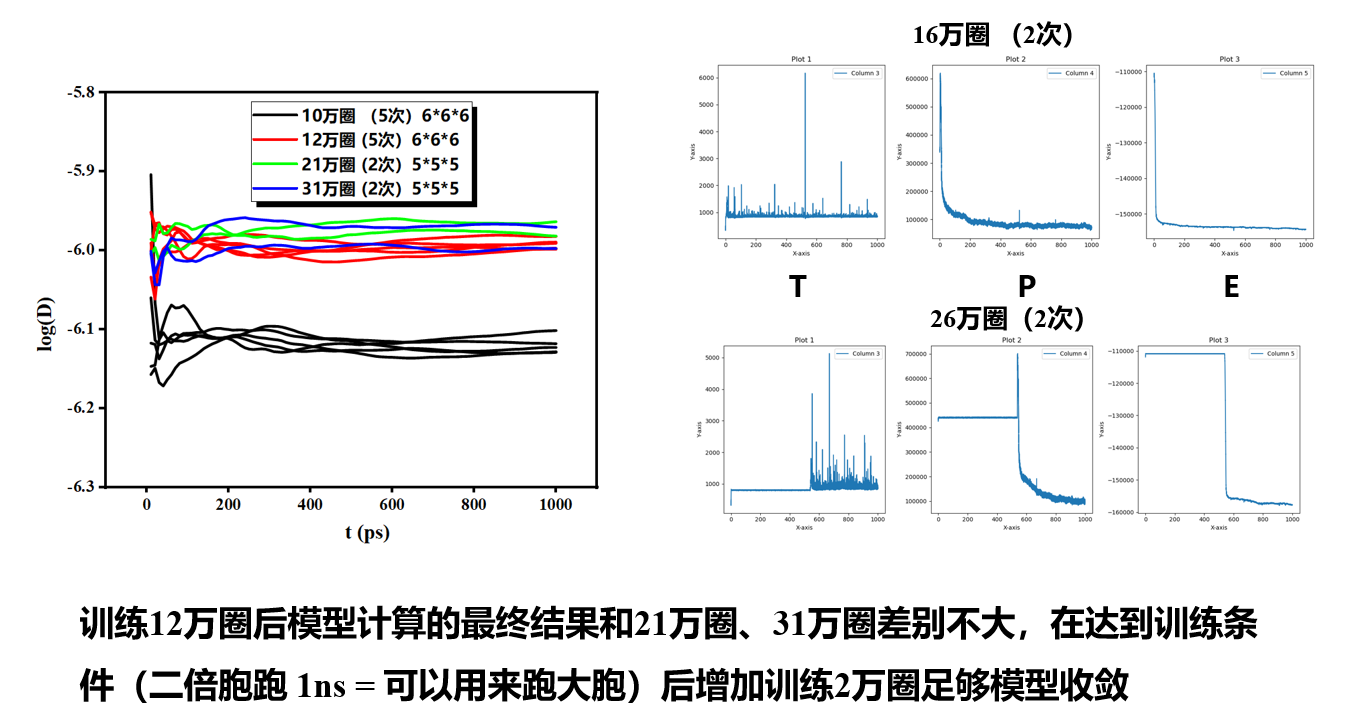 -5.8
-5.9
-6.0
-6.1
-6.2
-6.3
log(D)
0 200 400 600 800 1000
t (ps)
10万圈 （5次）6*6*6
12万圈 (5次）6*6*6
21万圈 (2次）5*5*5
31万圈 (2次）5*5*5
16万圈 （2次）
Plot 1
Column 3
6000
5000
4000
3000
2000
1000
Y-axis
0 200 400 600 800 1000
X-axis
Plot 2
Column 4
600000
500000
400000
300000
200000
100000
Y-axis
0 200 400 600 800 1000
X-axis
Plot 3
Column 5
-110000
-120000
-130000
-140000
-150000
Y-axis
0 200 400 600 800 1000
X-axis
T P E
26万圈（2次）
Plot 1
Column 3
5000
4000
3000
2000
1000
Y-axis
0 200 400 600 800 1000
X-axis
Plot 2
Column 4
700000
600000
500000
400000
300000
200000
100000
Y-axis
0 200 400 600 800 1000
X-axis
Plot 3
Column 5
-110000
-120000
-130000
-140000
-150000
-160000
Y-axis
0 200 400 600 800 1000
X-axis
训练12万圈后模型计算的最终结果和21万圈、31万圈差别不大，在达到训练条
件（二倍胞跑 1ns = 可以用来跑大胞）后增加训练2万圈足够模型收敛